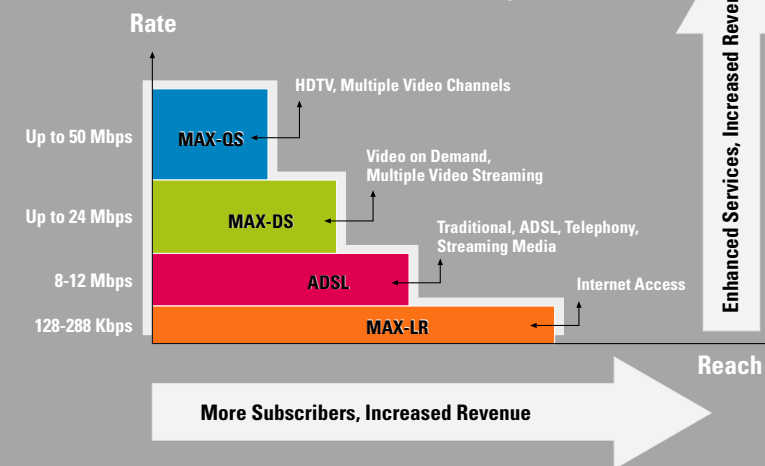 Rate
HDTV, Multiple Video Channels
Up to 50 Mbps
MAX-QS
Video on Demand,
Multiple Video Streaming
Up to 24 Mbps
MAX-DS
Traditional, ADSL, Telephony,
Streaming Media
8-12 Mbps
ADSL
Internet Access
128-288 Kbps
MAX-LR
Reach
More Subscribers, Increased Revenue
Enhanced Services, Increased Reven